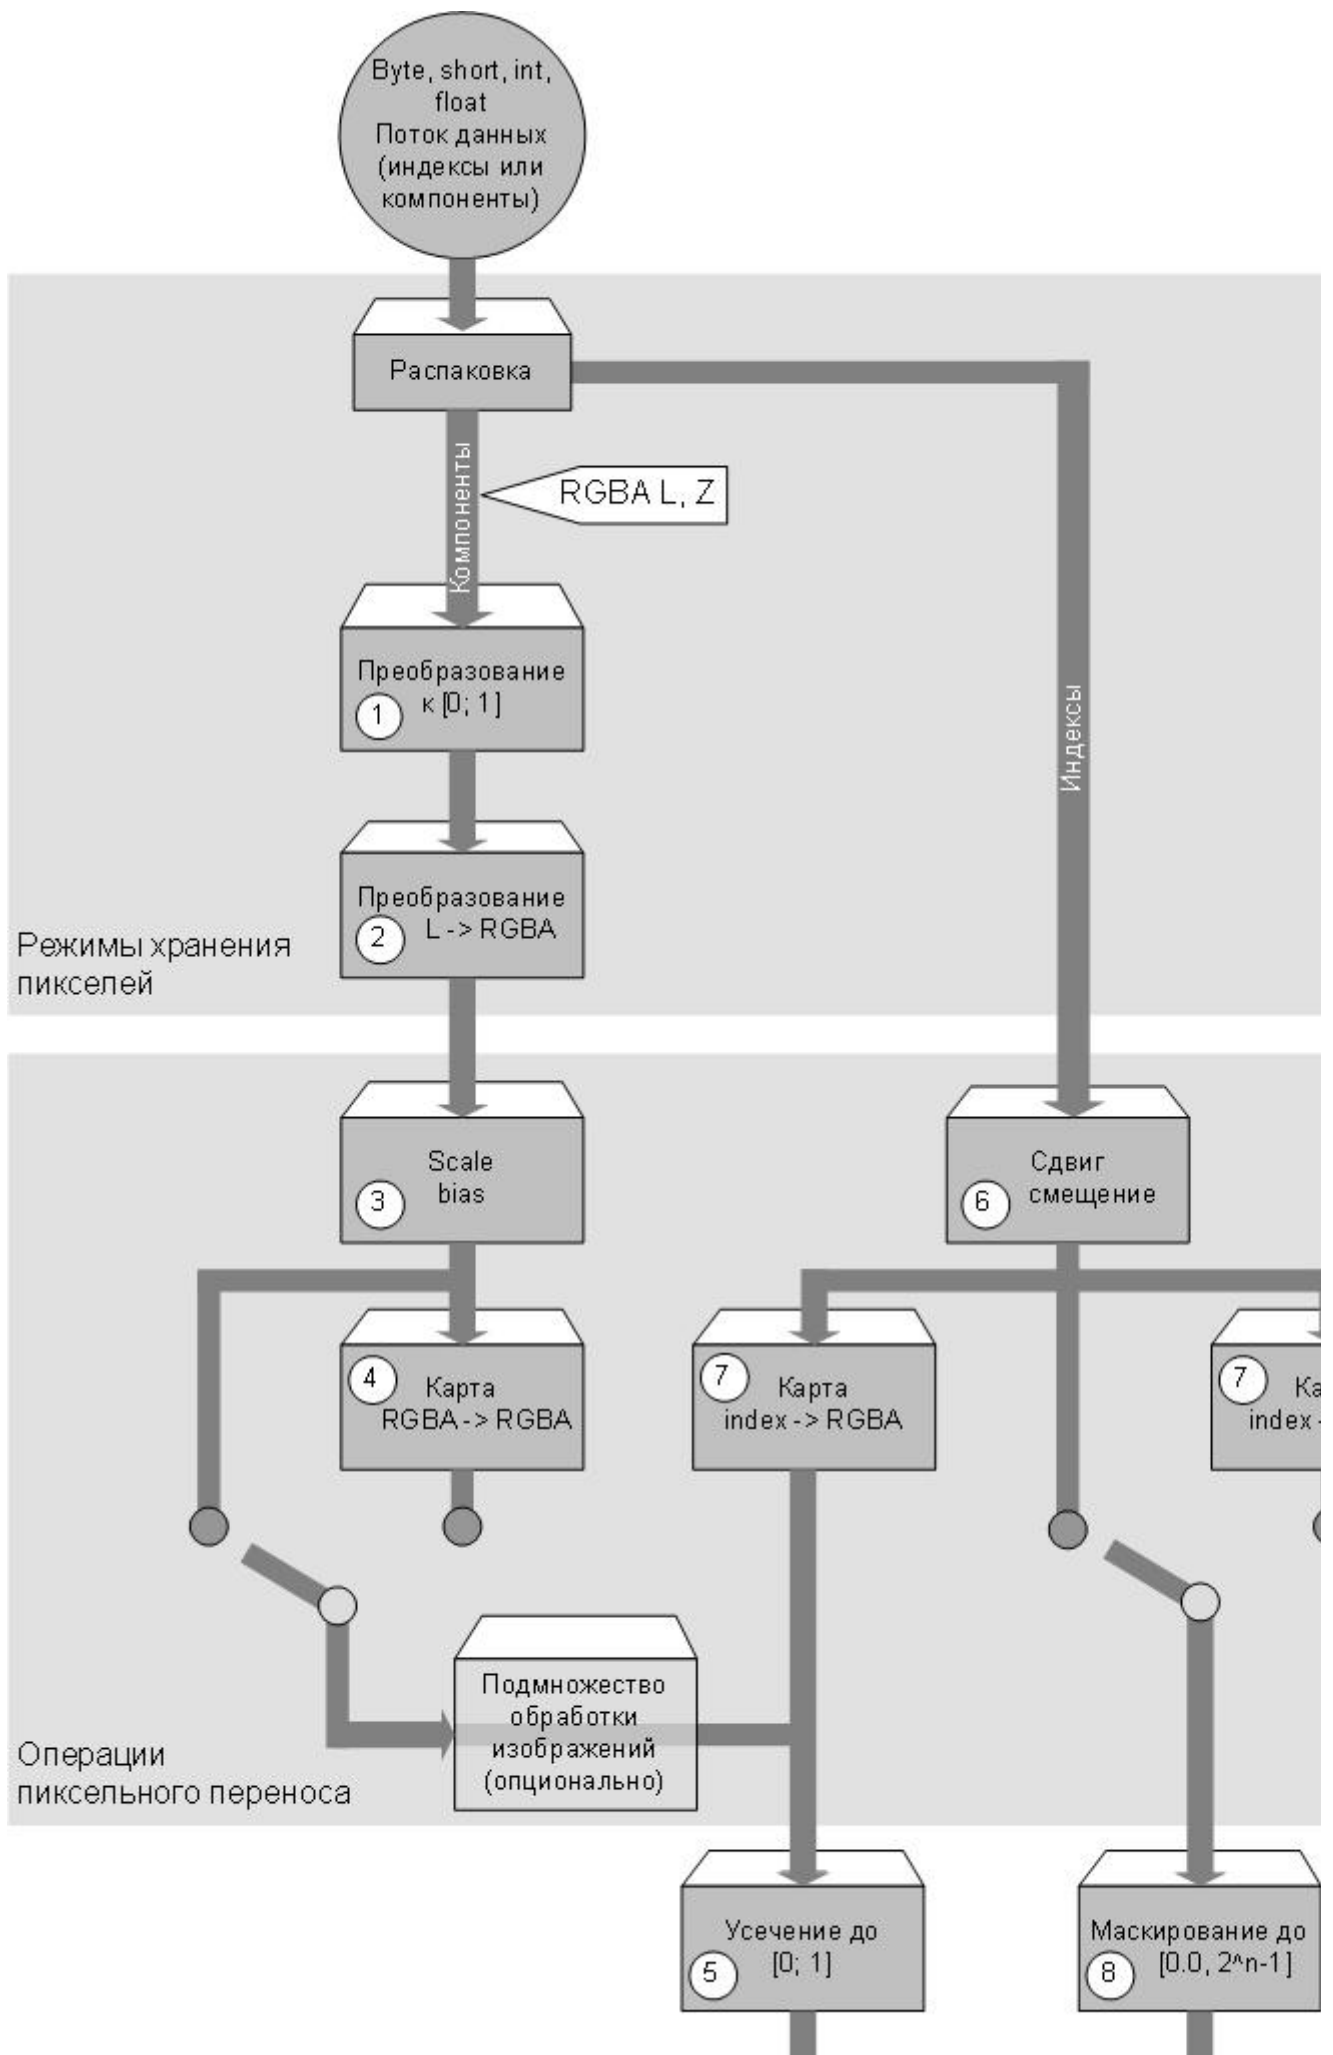 Byte, short, int,
float
Поток данных
(индексы или
компоненты)
Распаковка
Компоненты
RGBA L, Z
Преобразование
к [0; 1]
1
Индексы
Преобразование
L -> RGBA
2
Режимы хранения
пикселей
Scale
bias
3
Сдвиг
смещение
6
4
Карта
RGBA -> RGBA
7
Карта
index -> RGBA
7
index
Подмножество
обработки
изображений
(опционально)
Операции
пиксельного переноса
Усечение до
[0; 1]
5
Маскирование до
[0.0, 2^n-1]
8